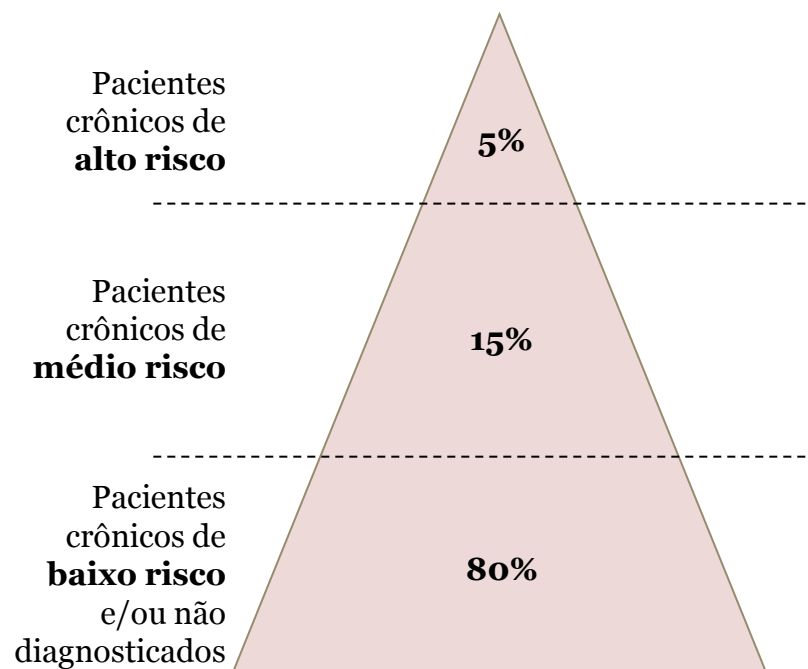 Pacientes
crônicos de
alto risco
5%
Pacientes
crônicos de
médio risco
15%
Pacientes
crônicos de
baixo risco
e/ou não
diagnosticados
80%